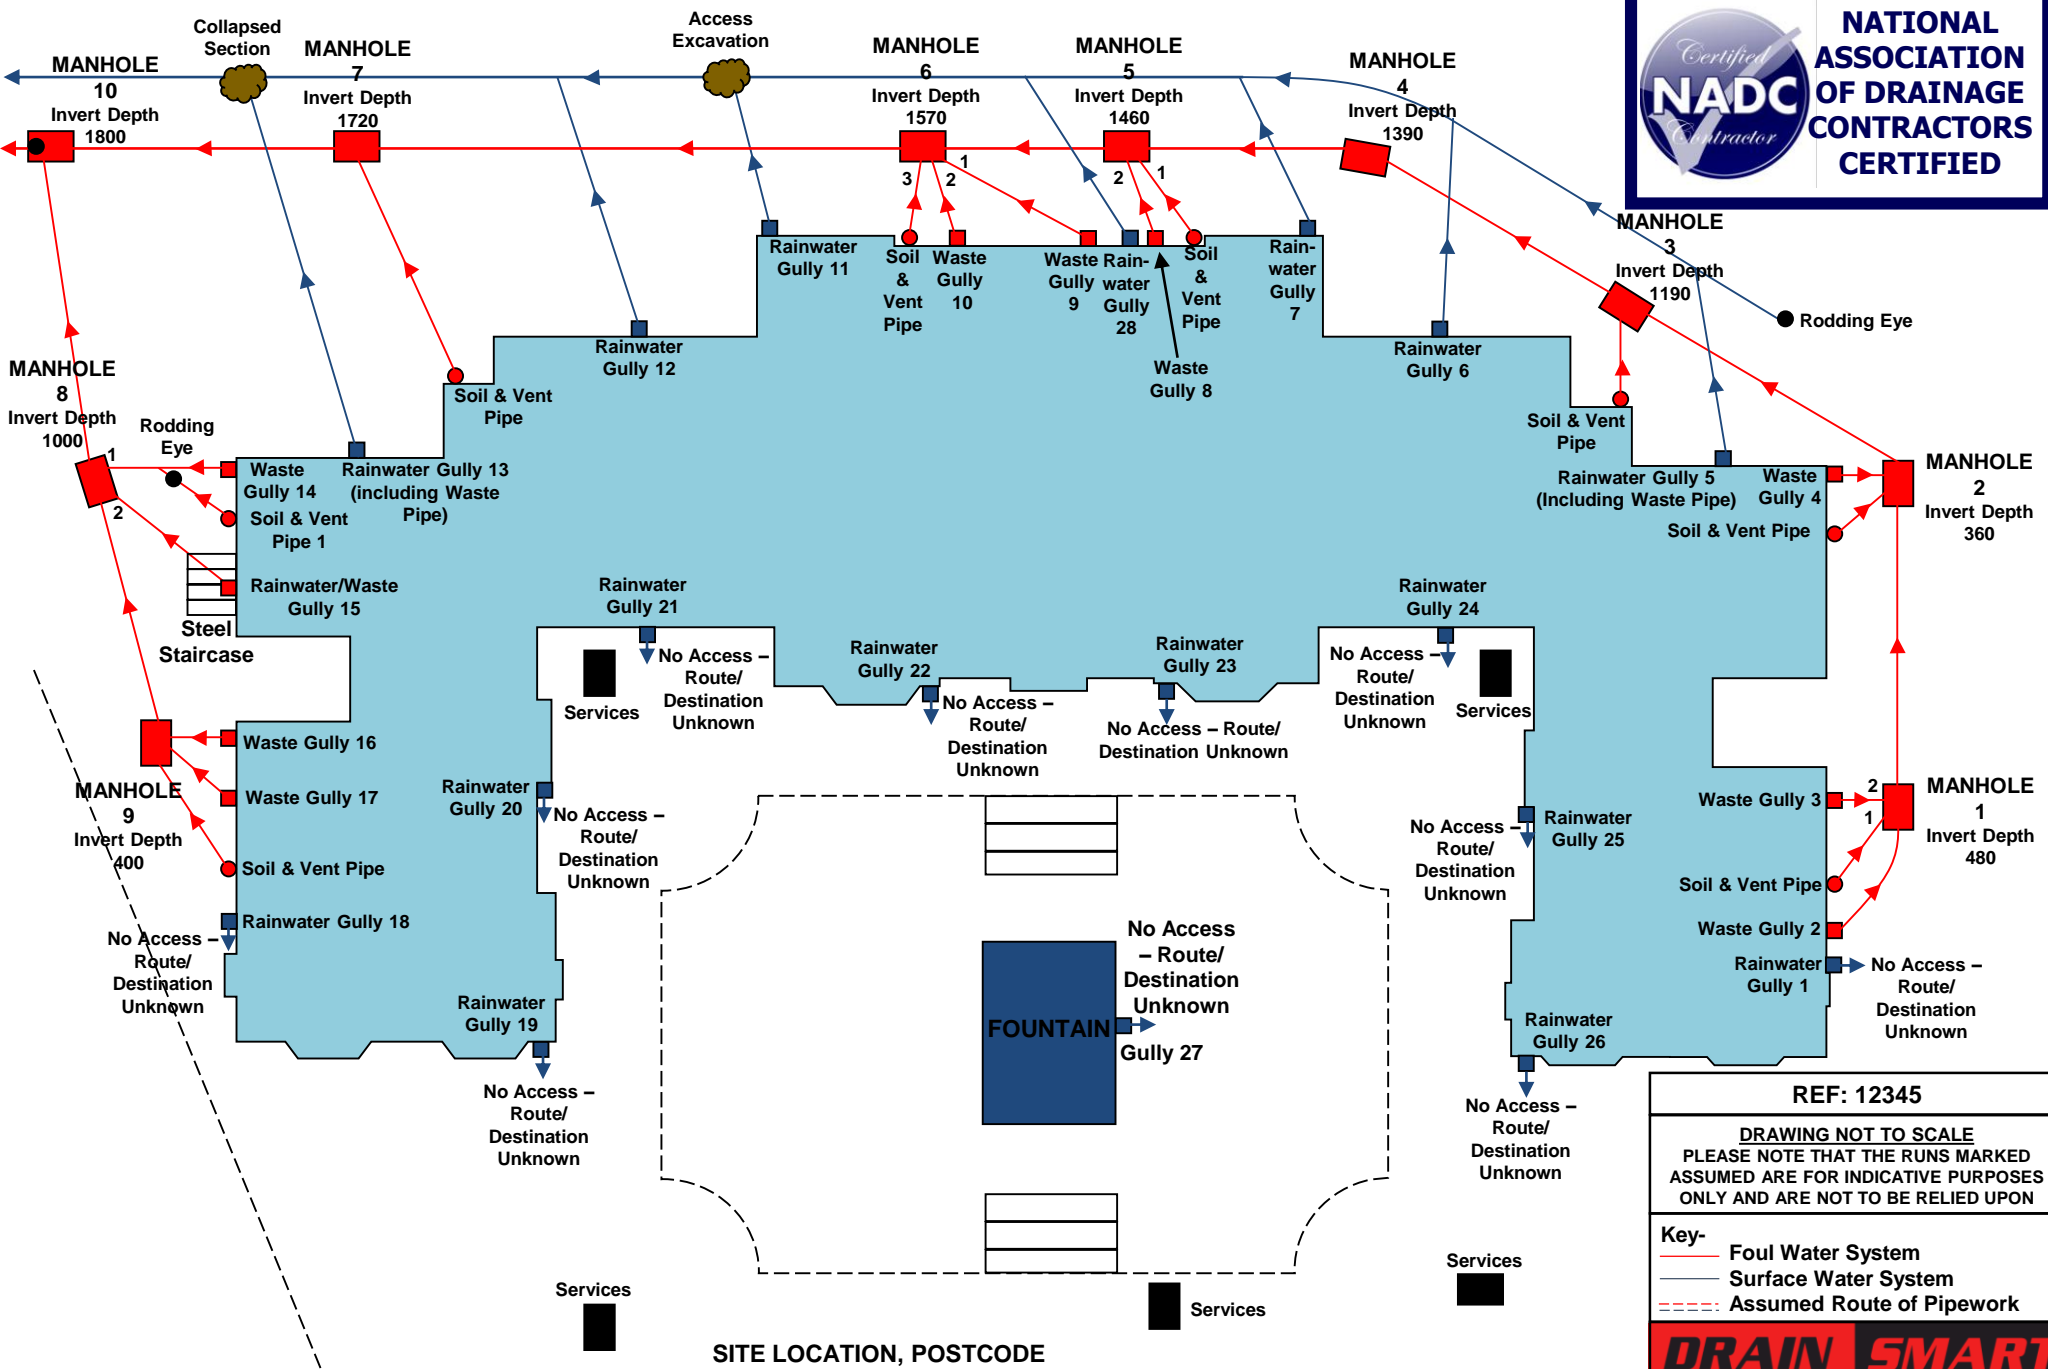 Collapsed
Section
MANHOLE
7
Invert Depth
1720
Access
Excavation
MANHOLE
6
Invert Depth
1570
MANHOLE
5
Invert Depth
1460
MANHOLE
4
Invert Depth
1390
MANHOLE
10
Invert Depth
1800
Certified
NADC
Contractor
NATIONAL
ASSOCIATION
OF DRAINAGE
CONTRACTORS
CERTIFIED
3
2
1
2
1
MANHOLE
3
Invert Depth
1190
Rodding Eye
Rainwater
Gully 11
Soil
&
Vent
Pipe
Waste
Gully
10
Waste
Gully
9
Rain-
water
Gully
28
Soil
&
Vent
Pipe
Rain-
water
Gully
7
Waste
Gully 8
Rainwater
Gully 12
Rainwater
Gully 6
Soil & Vent
Pipe
Soil & Vent
Pipe
MANHOLE
8
Invert Depth
1000
Rodding
Eye
1
2
Waste
Gully 14
Rainwater Gully 13
(including Waste
Pipe)
Soil & Vent
Pipe 1
Rainwater/Waste
Gully 15
Steel
Staircase
Rainwater Gully 5
(Including Waste Pipe)
Waste
Gully 4
Soil & Vent Pipe
MANHOLE
2
Invert Depth
360
Rainwater
Gully 21
No Access –
Route/
Destination
Unknown
Services
Rainwater
Gully 22
No Access –
Route/
Destination
Unknown
Rainwater
Gully 23
No Access – Route/
Destination Unknown
Rainwater
Gully 24
No Access –
Route/
Destination
Unknown
Services
Waste Gully 16
Waste Gully 17
Soil & Vent Pipe
MANHOLE
9
Invert Depth
400
Rainwater Gully 18
No Access –
Route/
Destination
Unknown
Rainwater
Gully 20
No Access –
Route/
Destination
Unknown
Rainwater
Gully 19
No Access –
Route/
Destination
Unknown
FOUNTAIN
No Access
– Route/
Destination
Unknown
Gully 27
Rainwater
Gully 25
No Access –
Route/
Destination
Unknown
Waste Gully 3
2
1
MANHOLE
1
Invert Depth
480
Soil & Vent Pipe
Waste Gully 2
Rainwater
Gully 1
No Access –
Route/
Destination
Unknown
Rainwater
Gully 26
No Access –
Route/
Destination
Unknown
Services
Services
Services
SITE LOCATION, POSTCODE
REF: 12345
DRAWING NOT TO SCALE
PLEASE NOTE THAT THE RUNS MARKED
ASSUMED ARE FOR INDICATIVE PURPOSES
ONLY AND ARE NOT TO BE RELIED UPON
Key-
Foul Water System
Surface Water System
Assumed Route of Pipework
DRAIN SMART